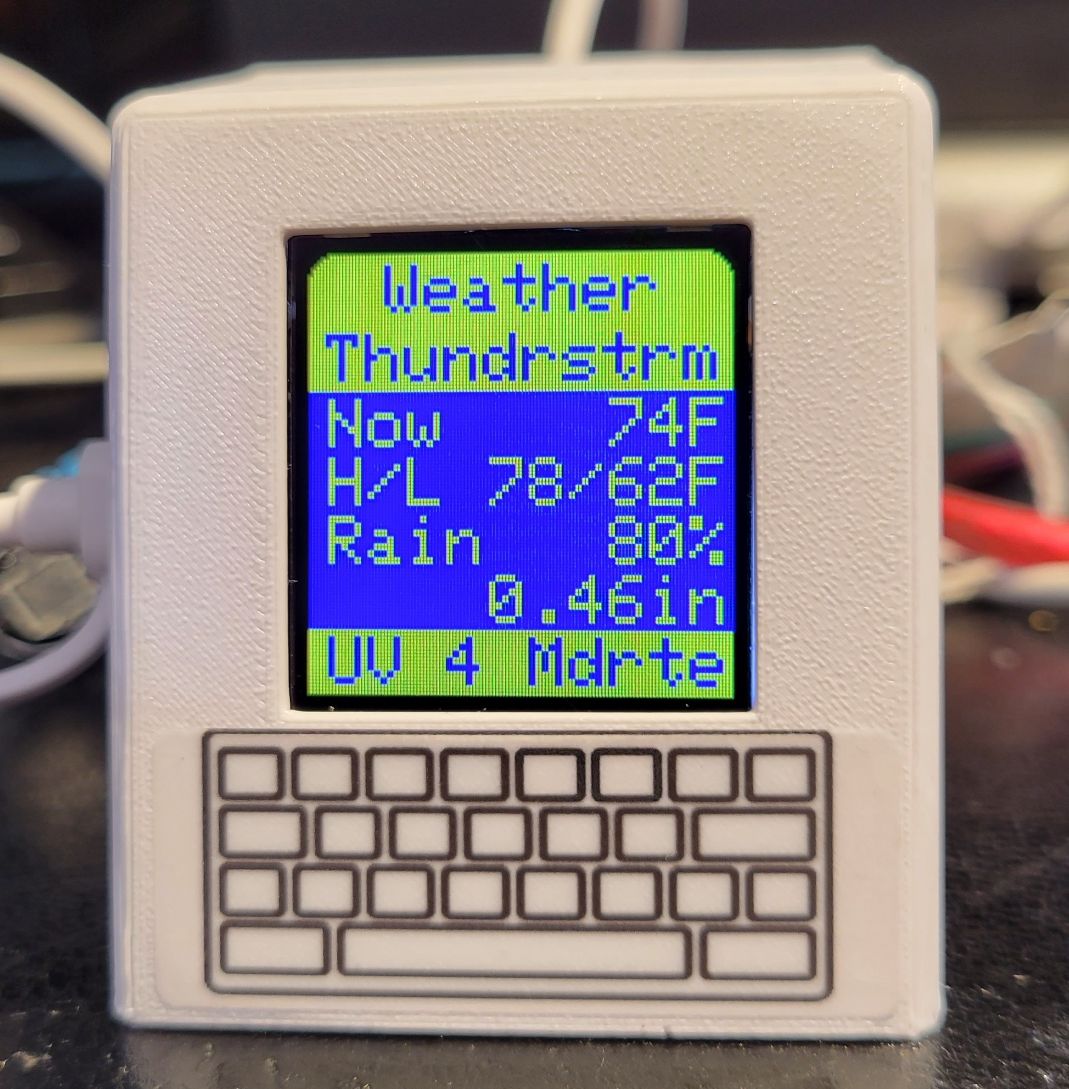 Weather
Thundrstrm
Now 74F
H/L 78/62F
Rain 80%
0.46in
UV 4 Mdrte